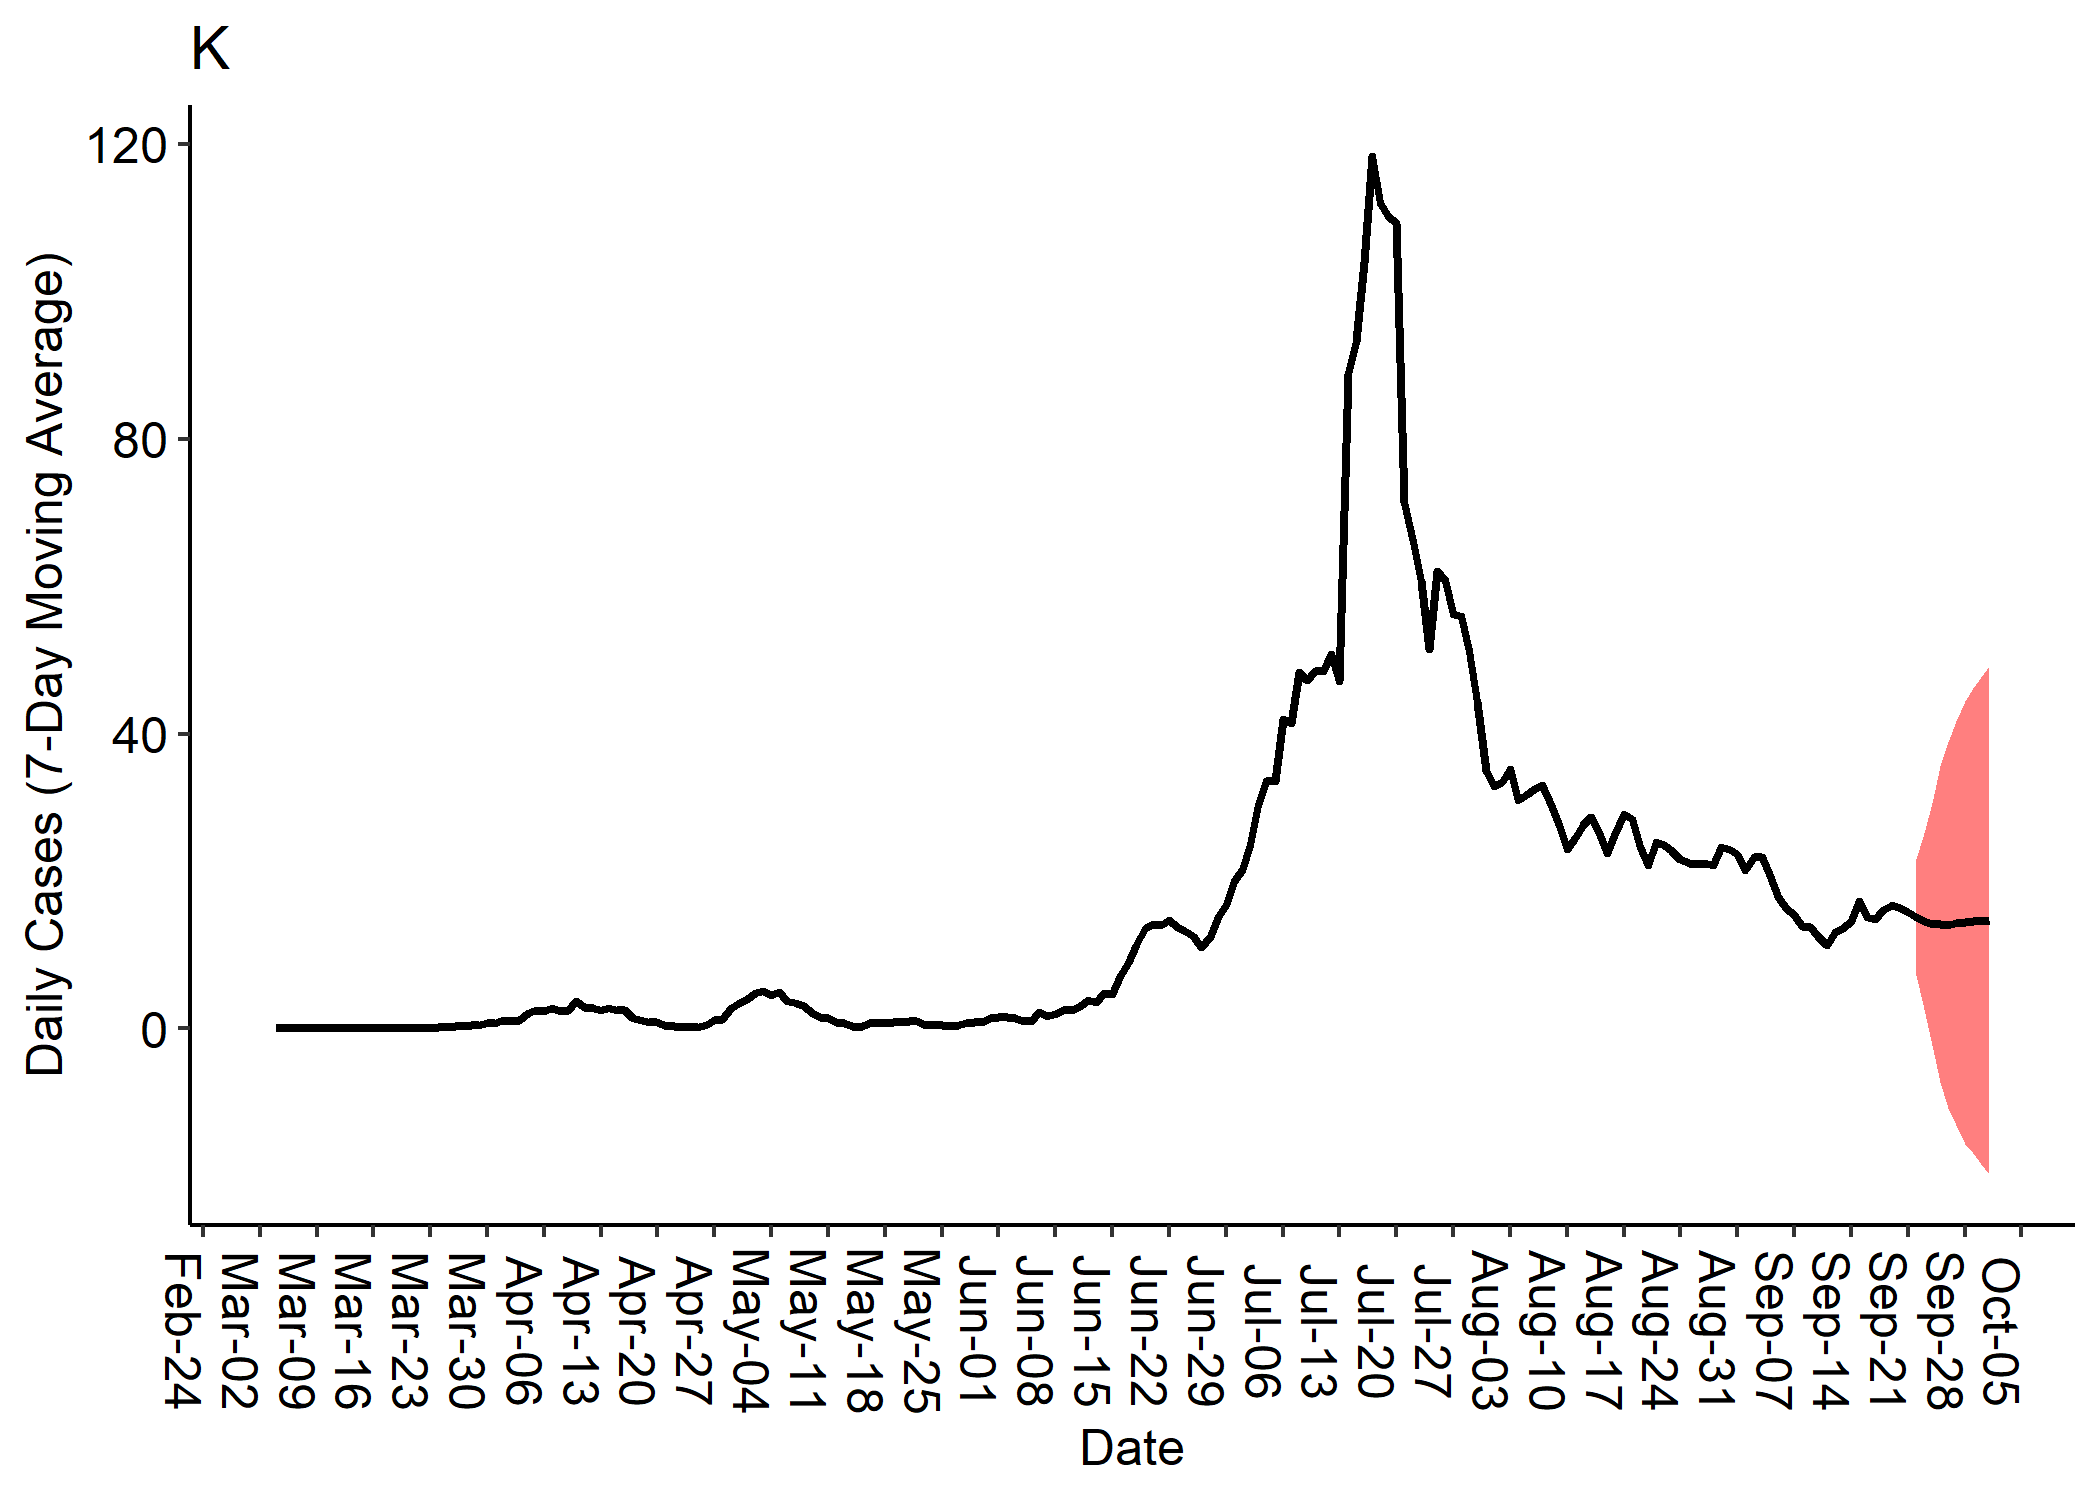 K
Daily Cases (7-Day Moving Average)
120
80
40
0
Feb-24
Mar-02
Mar-09
Mar-16
Mar-23
Mar-30
Apr-06
Apr-13
Apr-20
Apr-27
May-04
May-11
May-18
May-25
Jun-01
Jun-08
Jun-15
Jun-22
Jun-29
Jul-06
Jul-13
Jul-20
Jul-27
Aug-03
Aug-10
Aug-17
Aug-24
Aug-31
Sep-07
Sep-14
Sep-21
Sep-28
Oct-05
Date